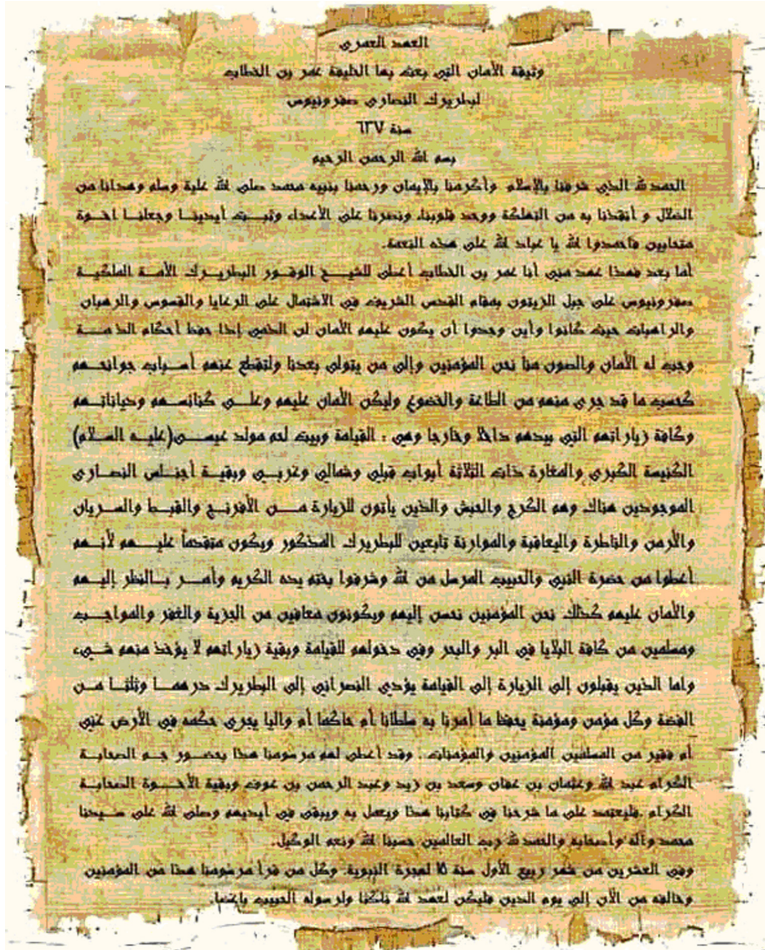 العهد العمري
وثيقة الأمان التي بعث بها الخليفة عمر بن الخطاب
لبطريرك النصارى صفرونيوس
سنة ٦٣٧
بسم الله الرحمن الرحيم
الحمد لله الذي شرفنا بالإسلام وأكرمنا بالإيمان ورحمنا بنبيه محمد صلى الله علية وسلم وهدانا من
الضلال و أنقذنا به من التهلكة ووحد قلوبنا، ونصرنا على الأعداء وثبت أيدينا وجعلنا اخوة
متحابين فاحمدوا الله يا عباد الله على هذه النعمة.
أما بعد فهذا عهد مني أنا عمر بن الخطاب أعطي للشيخ الوقور البطريرك الأمة الملكية
صفرونيوس على جبل الزيتون بمقام القدس الشريف في الاشتمال على الرعايا والقسوس والرهبان
والراهبات حيث كانوا وأين وجدوا أن يكون عليهم الأمان لن الذمي إذا حفظ أحكام الذمة
وجب له الأمان والصون منا نحن المؤمنين وإلى من يتولى بعدنا ولتقطع عنهم أسباب جوانحهم
كحسب ما قد جرى منهم من الطاعة والخضوع وليكن الأمان عليهم وعلى كنائسهم ودياناتهم
وكافة زياراتهم التي بيدهم داخلا وخارجا وهي : القيامة وبيت لحم مولد عيسى(عليه السلام)
الكنيسة الكبرى والمغارة ذات الثلاثة أبواب قبلي وشمالي وغربي وبقية أجناس النصارى
الموجودين هناك وهم الكرج والحبش والذين يأتون للزيارة من الأفرنج والقبط والسريان
والأرمن والناطرة واليعاقبة والموارنة تابعين للبطريرك المذكور ويكون متقدماً عليهم لأنهم
أعطوا من حضرة النبي والحبيب المرسل من الله وشرفوا بختم يده الكريم وأمر بالنظر إليهم
والأمان عليهم كذلك نحن المؤمنين نحسن إليهم ويكونون معافين من الجزية والغفر والمواجب
ومسلمين من كافة البلايا في البر والبحر وفي دخولهم للقيامة وبقية زياراتهم لا يؤخذ منهم شيء
واما الذين يقبلون إلى الزيارة إلى القيامة يؤدي النصراني إلى البطريرك درهما وثلثا من
الفضة وكل مؤمن ومؤمنة يحفظ ما أمرنا به سلطانا أم حاكما أم واليا يجري حكمه في الأرض غني
أم فقير من المسلمين المؤمنين والمؤمنات . وقد أعطي لهم مرسومنا هذا بحضور جم الصحابة
الكرام عبد الله وعثمان بن عفان وسعد بن زيد وعبد الرحمن بن عوف وبقية الأخوة الصحابة
الكرام .فليعتمد على ما شرحنا في كتابنا هذا ويعمل به ويبقى في أيديهم وصلى الله على سيدنا
محمد وآله وأصحابه والحمد لله رب العالمين حسبنا الله ونعم الوكيل.
وفي العشرين من شهر ربيع الأول سنة ١٥ لهجرة النبوية. وكل من قرأ مرسومنا هذا من المؤمنين
وخالفه من الآن إلى يوم الدين فليكن لعهد الله ناكثا ولرسوله الحبيب باغضا.